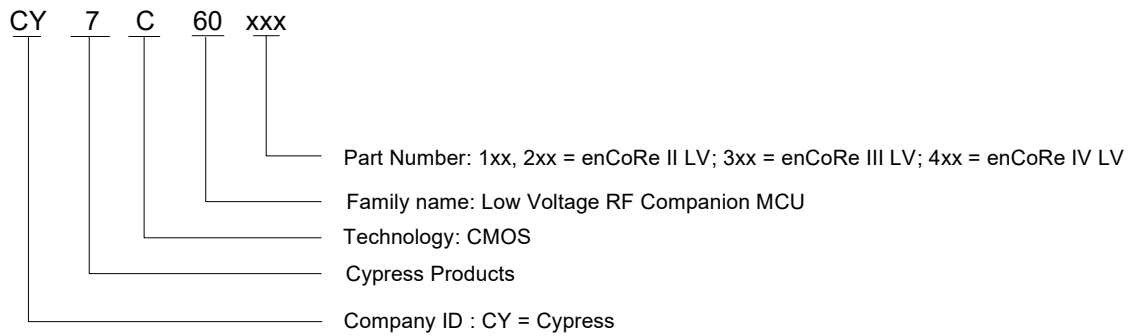 CY 7 C 60 xxx
Part Number: 1xx, 2xx = enCoRe II LV; 3xx = enCoRe III LV; 4xx = enCoRe IV LV
Family name: Low Voltage RF Companion MCU
Technology: CMOS
Cypress Products
Company ID : CY = Cypress